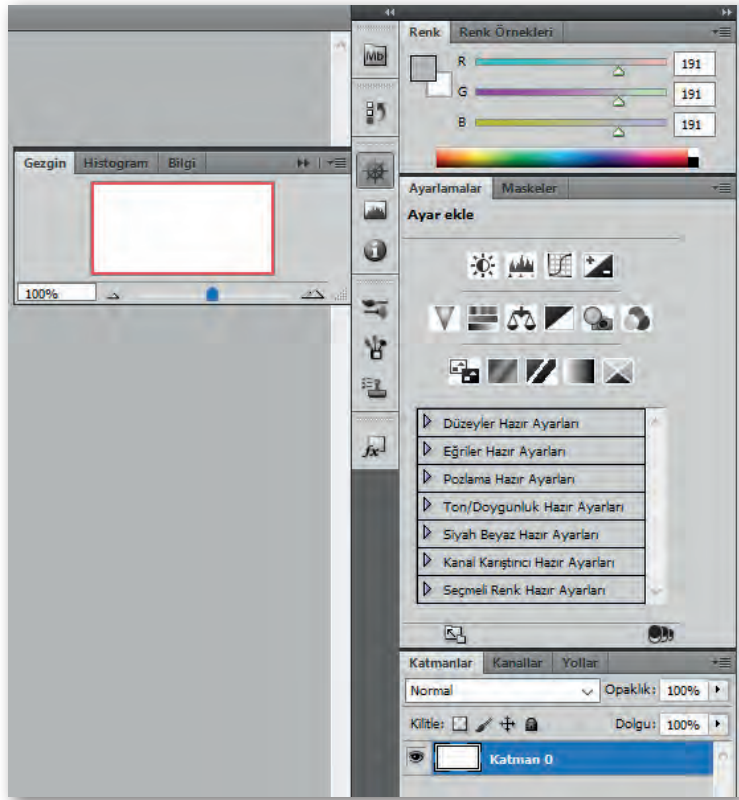 Mb
Renk Renk Örnekleri
R 191
G 191
B 191
Gezgin Histogram Bilgi
100%
Ayarlamalar Maskeler
Ayar ekle
Düzeyler Hazır Ayarları
Eğriler Hazır Ayarları
Pozlama Hazır Ayarları
Ton/Doygunluk Hazır Ayarları
Siyah Beyaz Hazır Ayarları
Kanal Karıştırıcı Hazır Ayarları
Seçmeli Renk Hazır Ayarları
fx
Katmanlar Kanallar Yollar
Normal Opaklık: 100%
Kilitle: Dolgu: 100%
Katman 0